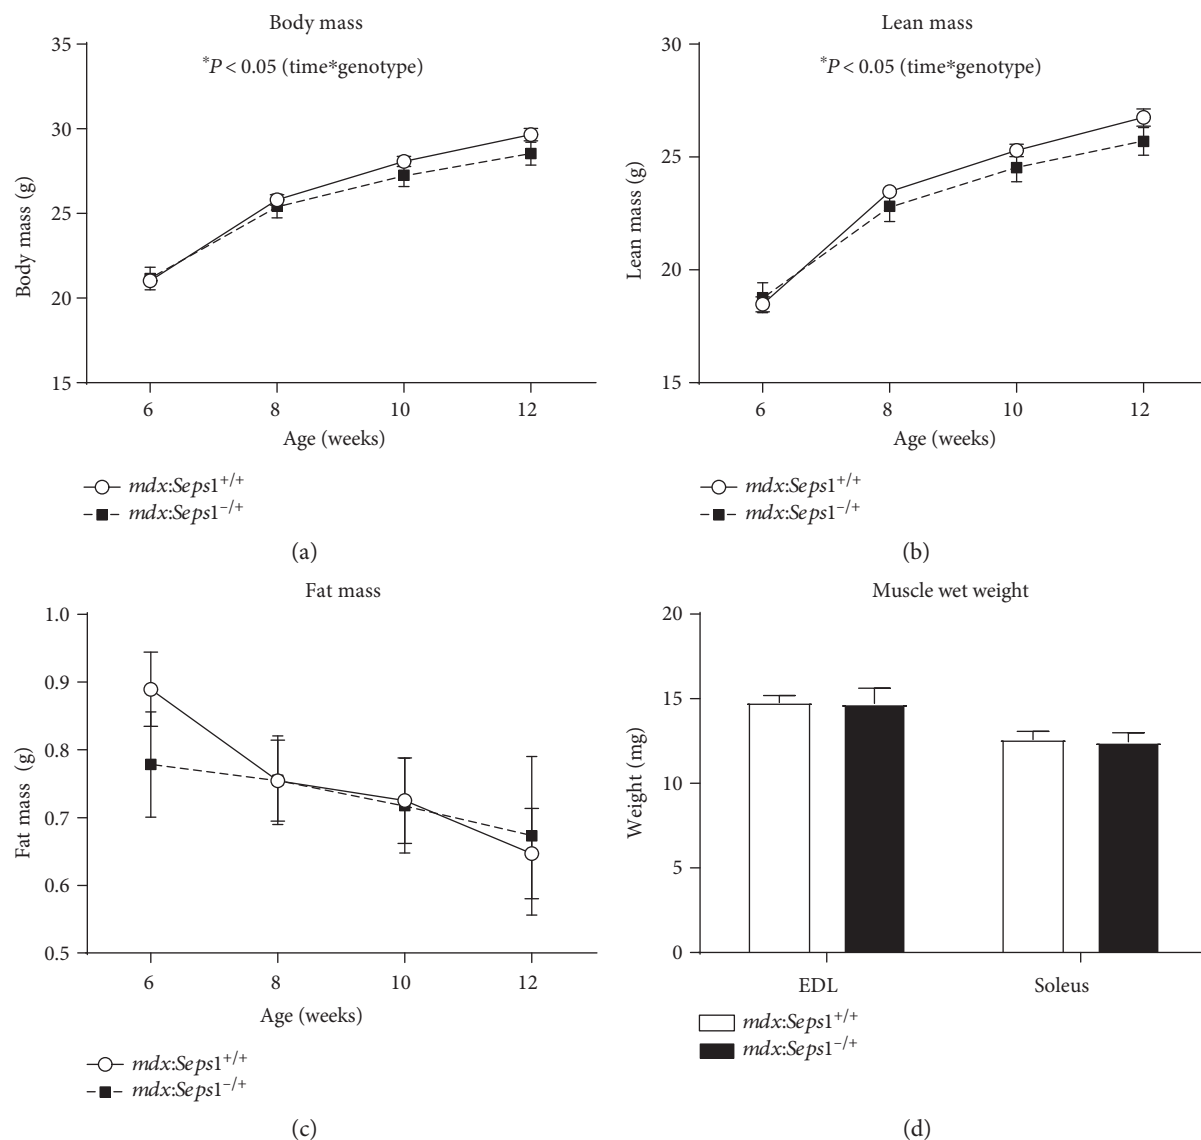 Body mass
*P < 0.05 (time*genotype)
35
30
25
20
15
Body mass (g)
6 8 10 12
Age (weeks)
mdx:Seps1+/+
mdx:Seps1−/+
(a)
Lean mass
*P < 0.05 (time*genotype)
30
25
20
15
Lean mass (g)
6 8 10 12
Age (weeks)
mdx:Seps1+/+
mdx:Seps1−/+
(b)
Fat mass
1.0
0.9
0.8
0.7
0.6
0.5
Fat mass (g)
6 8 10 12
Age (weeks)
mdx:Seps1+/+
mdx:Seps1−/+
(c)
Muscle wet weight
20
15
10
5
0
Weight (mg)
EDL Soleus
mdx:Seps1+/+
mdx:Seps1−/+
(d)